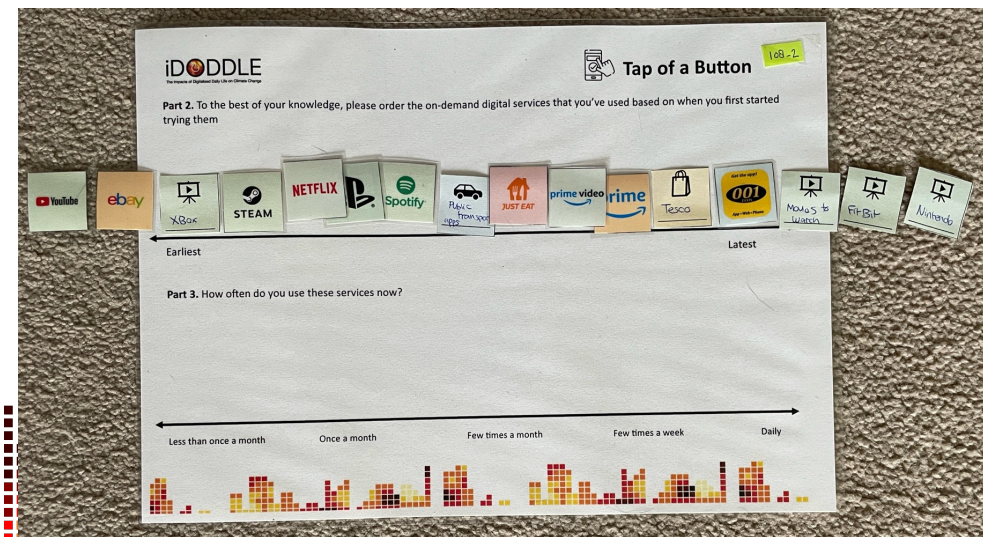 iDODDLE
The Impacts of Digitalised Daily Life on Climate Change
Tap of a Button
108-2
Part 2. To the best of your knowledge, please order the on-demand digital services that you've used based on when you first started
trying them
YouTube
ebay
XBox
STEAM
NETFLIX
Spotify
Public
transport
apps
JUST EAT
prime video
prime
Tesco
Get the app!
001
App • Web • Phone
Movies to
watch
FitBit
Nintendo
Earliest
Latest
Part 3. How often do you use these services now?
Less than once a month
Once a month
Few times a month
Few times a week
Daily